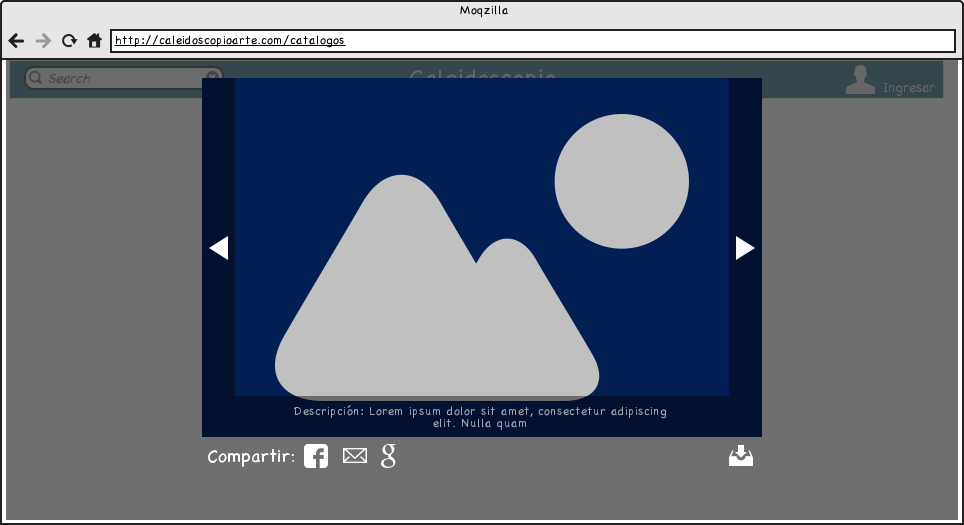 Moqzilla
http://caleidoscopioarte.com/catalogos
Search
Caleidoscopio
Ingresar
Descripción: Lorem ipsum dolor sit amet, consectetur adipiscing
elit. Nulla quam
Compartir: